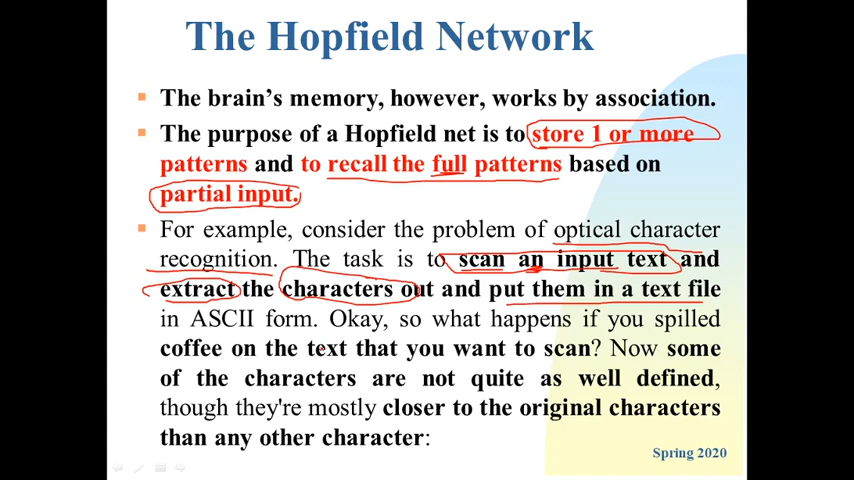 The Hopfield Network
The brain's memory, however, works by association.
The purpose of a Hopfield net is to store 1 or more
patterns and to recall the full patterns based on
partial input.
For example, consider the problem of optical character
recognition. The task is to scan an input text and
extract the characters out and put them in a text file
in ASCII form. Okay, so what happens if you spilled
coffee on the text that you want to scan? Now some
of the characters are not quite as well defined,
though they're mostly closer to the original characters
than any other character:
Spring 2020